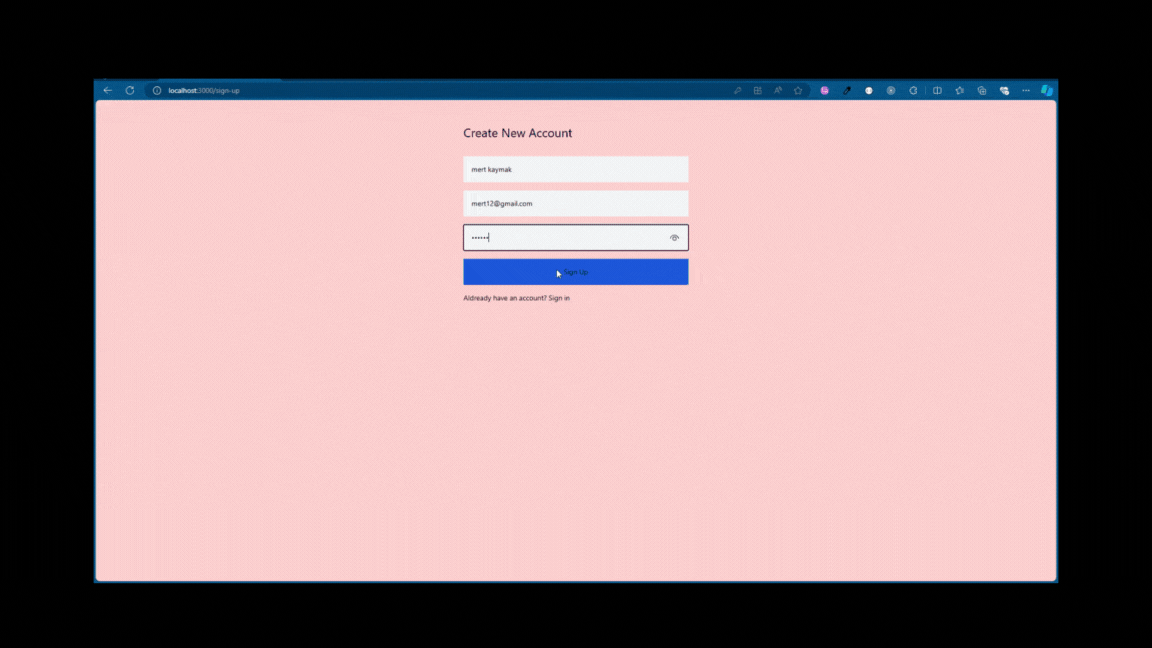 localhost:3000/sign-up
Create New Account
mert kaymak
mert12@gmail.com
••••••
Sign Up
Aldready have an account? Sign in